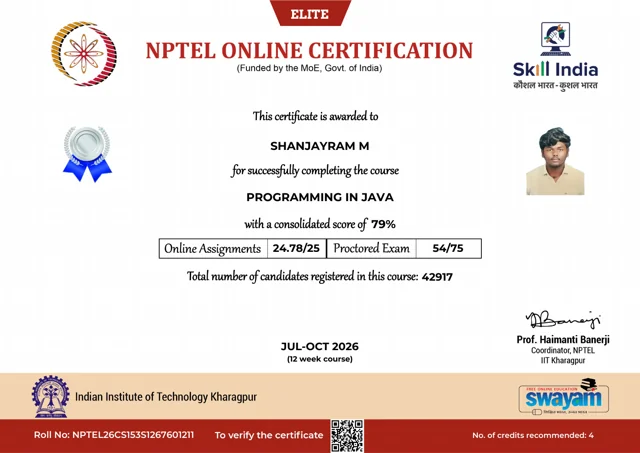 ELITE
NPTEL ONLINE CERTIFICATION
(Funded by the MoE, Govt. of India)
Skill India
कौशल भारत - कुशल भारत
This certificate is awarded to
SHANJAYRAM M
for successfully completing the course
PROGRAMMING IN JAVA
with a consolidated score of 79%
Online Assignments 24.78/25 Proctored Exam 54/75
Total number of candidates registered in this course: 42917
JUL-OCT 2026
(12 week course)
Prof. Haimanti Banerji
Coordinator, NPTEL
IIT Kharagpur
Indian Institute of Technology Kharagpur
FREE ONLINE EDUCATION
swayam
Roll No: NPTEL26CS153S1267601211
To verify the certificate
No. of credits recommended: 4